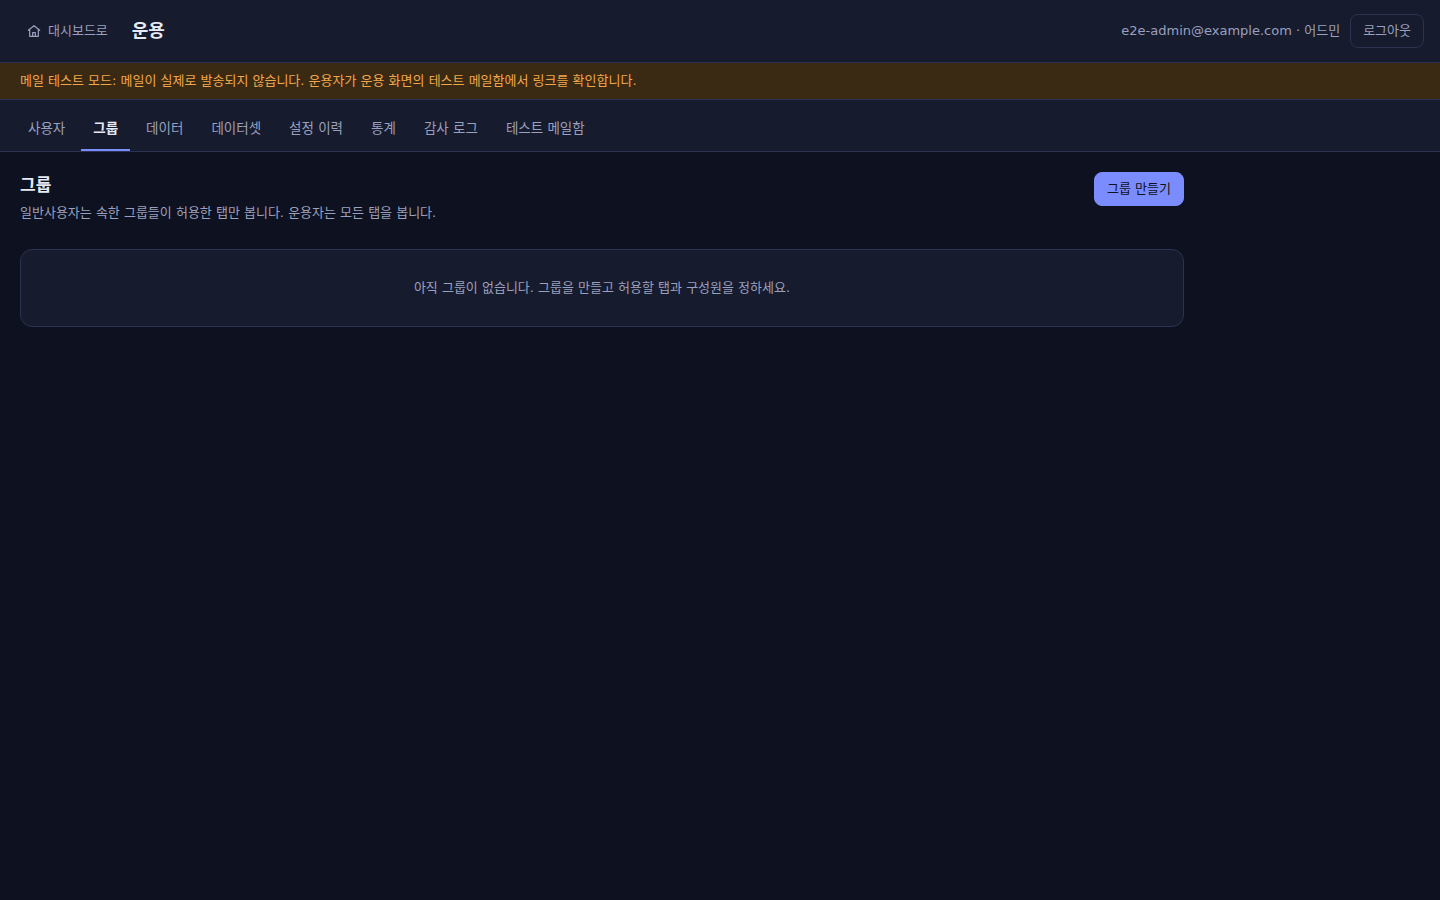 대시보드로
운용
e2e-admin@example.com · 어드민
로그아웃
메일 테스트 모드: 메일이 실제로 발송되지 않습니다. 운용자가 운용 화면의 테스트 메일함에서 링크를 확인합니다.
사용자 그룹 데이터 데이터셋 설정 이력 통계 감사 로그 테스트 메일함
그룹
그룹 만들기
일반사용자는 속한 그룹들이 허용한 탭만 봅니다. 운용자는 모든 탭을 봅니다.
아직 그룹이 없습니다. 그룹을 만들고 허용할 탭과 구성원을 정하세요.